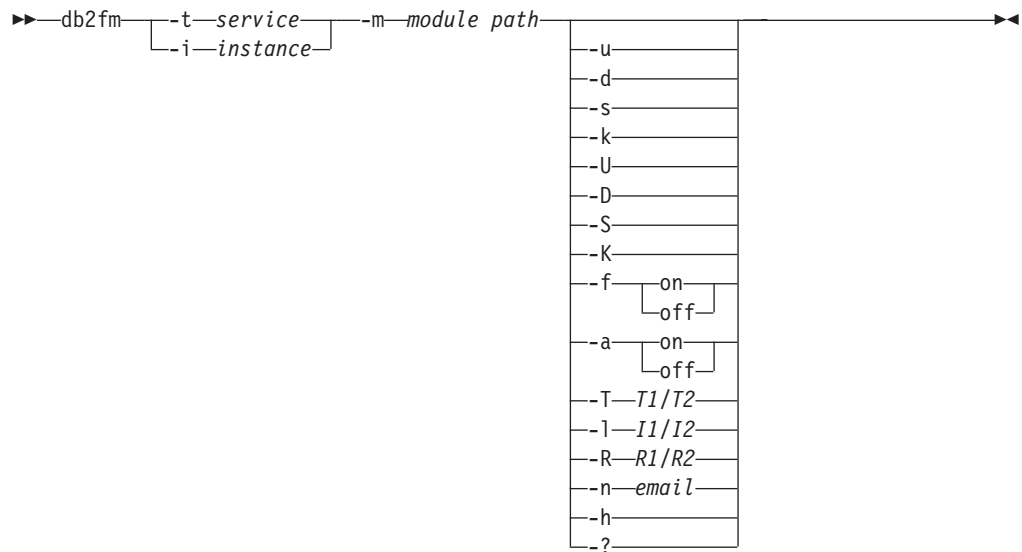 db2fm -t service -m module path
-i instance
-u
-d
-s
-k
-U
-D
-S
-K
-f on
off
-a on
off
-T T1/T2
-l I1/I2
-R R1/R2
-n email
-h
-?